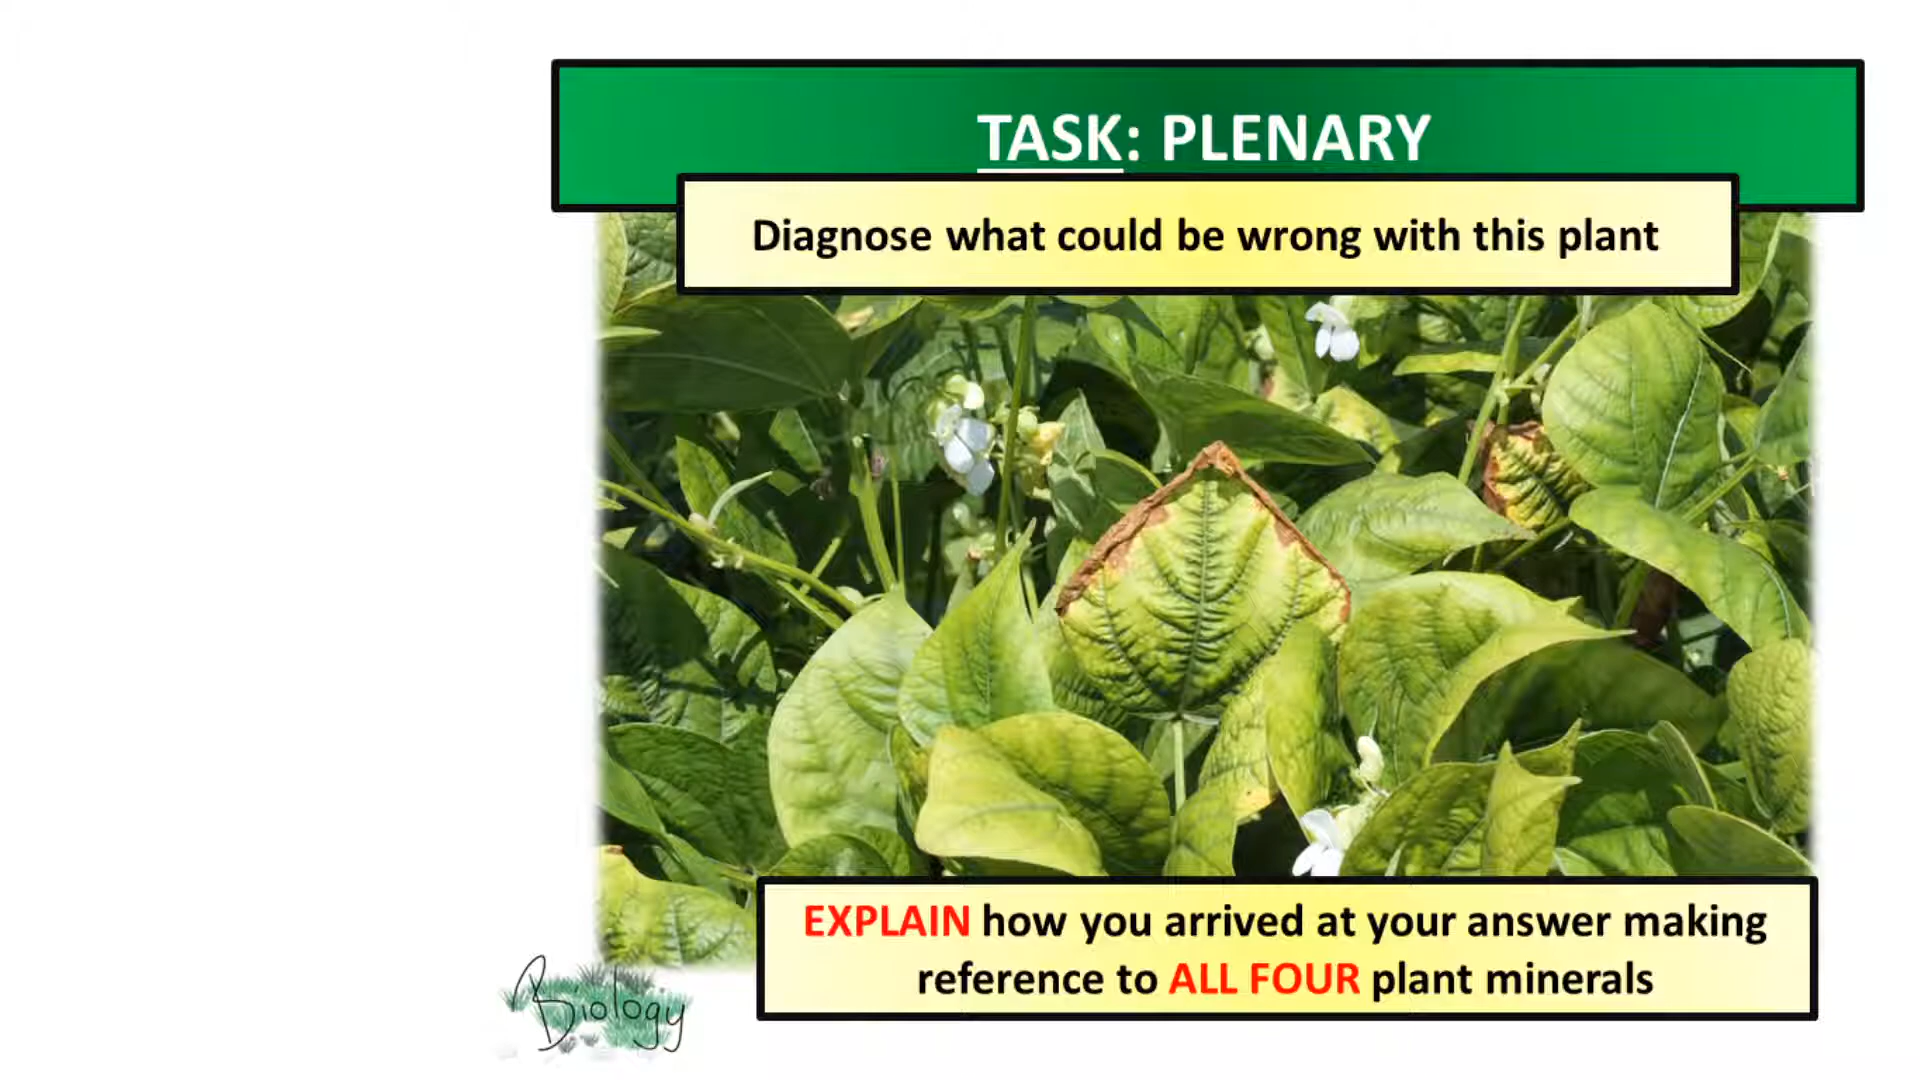 TASK: PLENARY
Diagnose what could be wrong with this plant
EXPLAIN how you arrived at your answer making
reference to ALL FOUR plant minerals
Biology